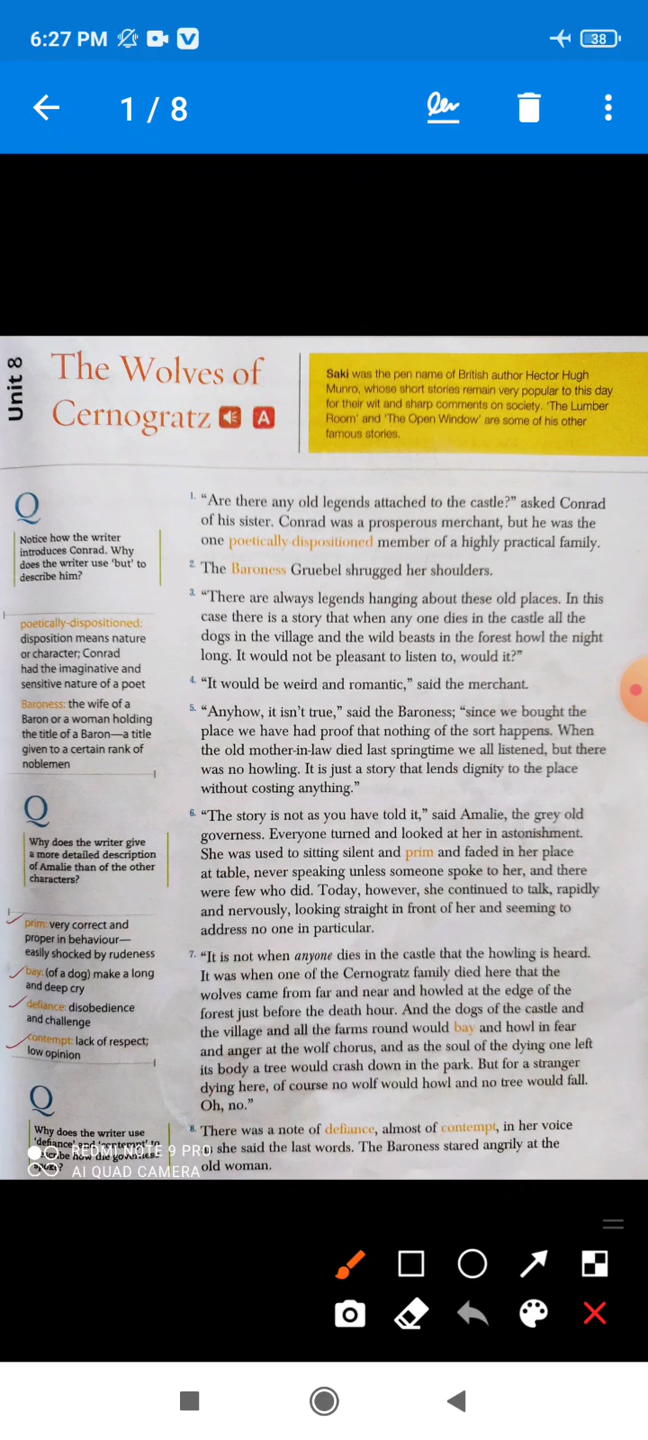 6:27 PM
38
1 / 8
Unit 8
The Wolves of
Cernogratz
A
Saki was the pen name of British author Hector Hugh
Munro, whose short stories remain very popular to this day
for their wit and sharp comments on society. 'The Lumber
Room' and 'The Open Window' are some of his other
famous stories.
Q
Notice how the writer
introduces Conrad. Why
does the writer use 'but' to
describe him?
poetically-dispositioned:
disposition means nature
or character; Conrad
had the imaginative and
sensitive nature of a poet
Baroness: the wife of a
Baron or a woman holding
the title of a Baron—a title
given to a certain rank of
noblemen
Q
Why does the writer give
a more detailed description
of Amalie than of the other
characters?
prim: very correct and
proper in behaviour—
easily shocked by rudeness
bay: (of a dog) make a long
and deep cry
defiance: disobedience
and challenge
contempt: lack of respect;
low opinion
Q
Why does the writer use
'defiance' and 'contempt' to
how the
1. "Are there any old legends attached to the castle?" asked Conrad
of his sister. Conrad was a prosperous merchant, but he was the
one poetically-dispositioned member of a highly practical family.
2. The Baroness Gruebel shrugged her shoulders.
3. "There are always legends hanging about these old places. In this
case there is a story that when any one dies in the castle all the
dogs in the village and the wild beasts in the forest howl the night
long. It would not be pleasant to listen to, would it?"
4. "It would be weird and romantic," said the merchant.
5. "Anyhow, it isn't true," said the Baroness; "since we bought the
place we have had proof that nothing of the sort happens. When
the old mother-in-law died last springtime we all listened, but there
was no howling. It is just a story that lends dignity to the place
without costing anything."
6. "The story is not as you have told it," said Amalie, the grey old
governess. Everyone turned and looked at her in astonishment.
She was used to sitting silent and prim and faded in her place
at table, never speaking unless someone spoke to her, and there
were few who did. Today, however, she continued to talk, rapidly
and nervously, looking straight in front of her and seeming to
address no one in particular.
7. "It is not when anyone dies in the castle that the howling is heard.
It was when one of the Cernogratz family died here that the
wolves came from far and near and howled at the edge of the
forest just before the death hour. And the dogs of the castle and
the village and all the farms round would bay and howl in fear
and anger at the wolf chorus, and as the soul of the dying one left
its body a tree would crash down in the park. But for a stranger
dying here, of course no wolf would howl and no tree would fall.
Oh, no."
8. There was a note of defiance, almost of contempt, in her voice
she said the last words. The Baroness stared angrily at the
old woman.
REDMI NOTE 9 PRO
AI QUAD CAMERA